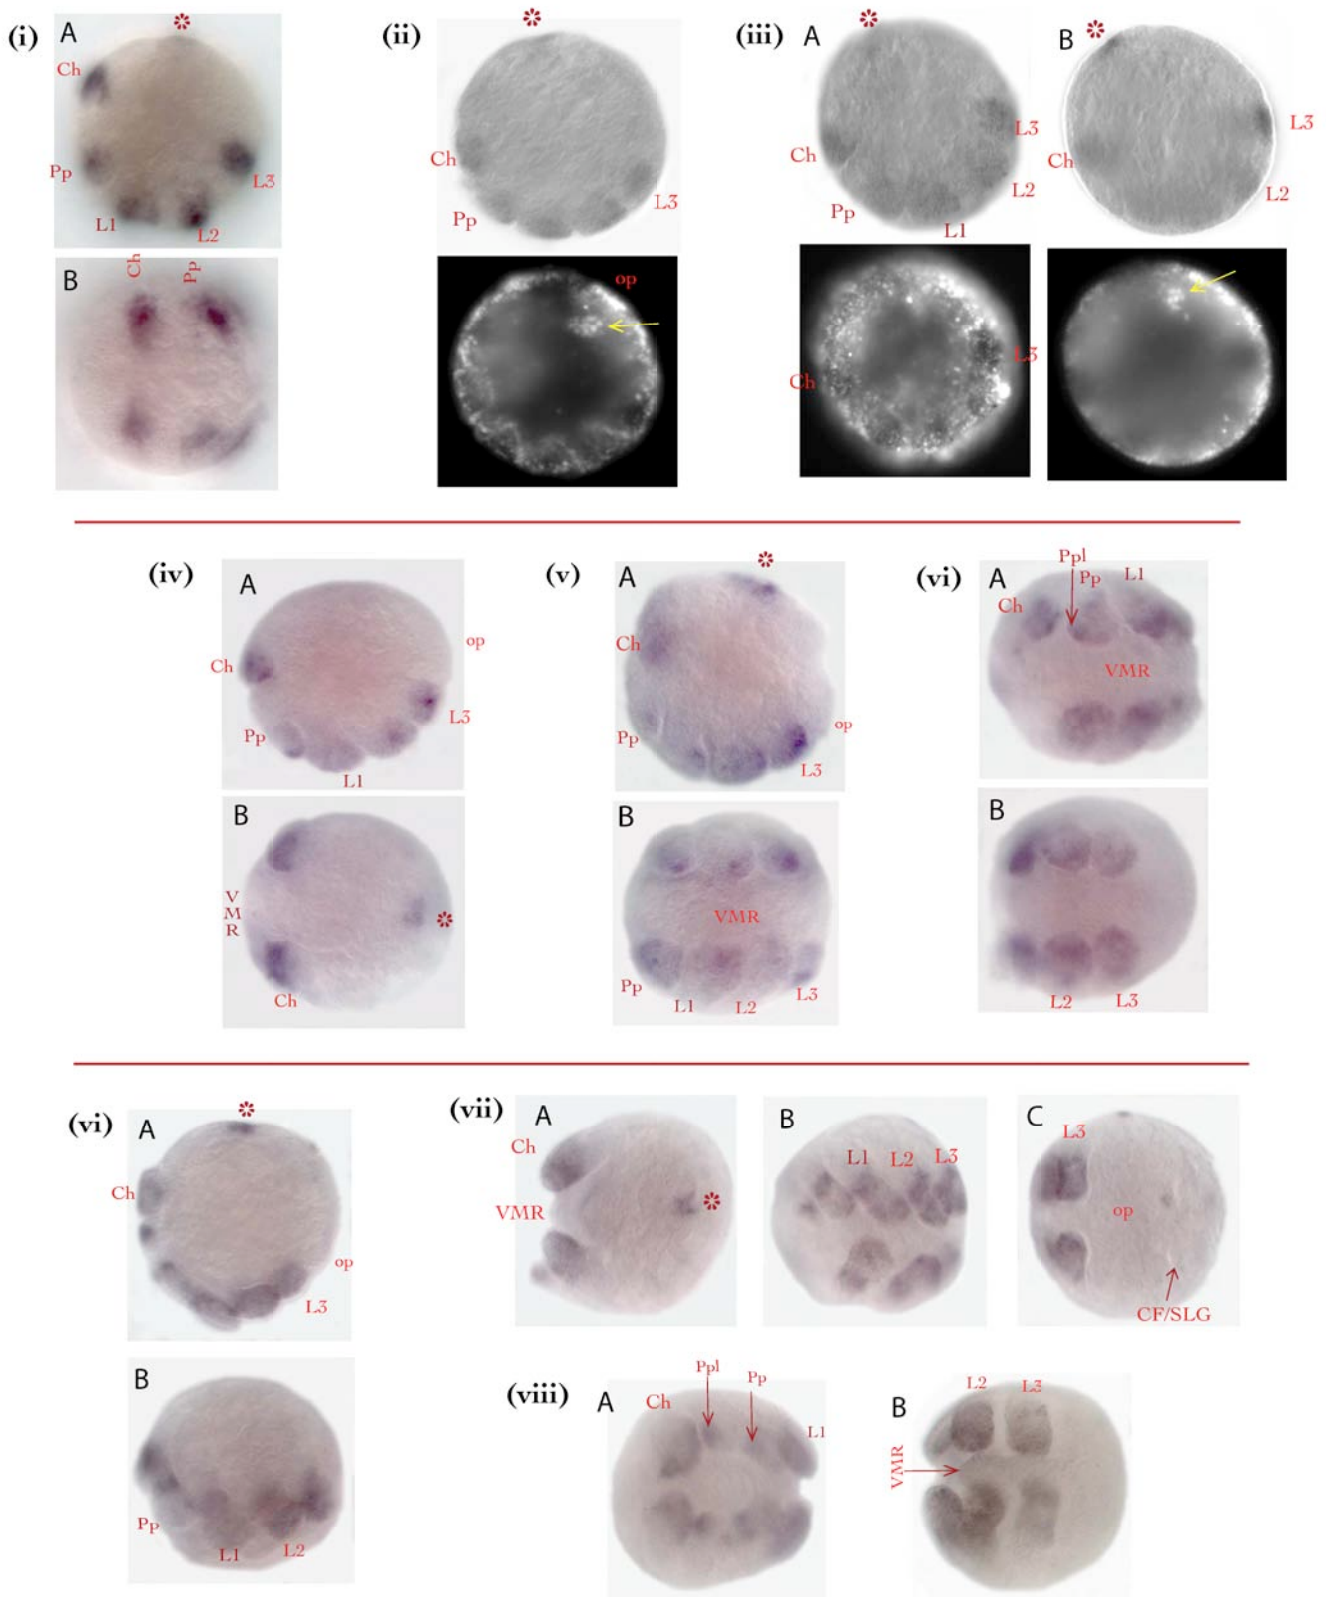 (i)
A
Ch
Pp
L1
L2
L3
B
Ch
Pp
(ii)
Ch
Pp
L3
op
(iii)
A
Ch
Pp
L1
L2
L3
Ch
L3
B
Ch
L3
L2
(iv)
A
Ch
Pp
L1
L3
op
B
V
M
R
Ch
(v)
A
Ch
Pp
L3
op
B
VMR
Pp
L1
L2
L3
(vi)
A
Ch
Ppl
Pp
L1
VMR
B
L2
L3
(vi)
A
Ch
op
L3
B
Pp
L1
L2
(vii)
A
Ch
VMR
B
L1
L2
L3
C
L3
op
CF/SLG
(viii)
A
Ch
Ppl
Pp
L1
B
L2
L3
VMR